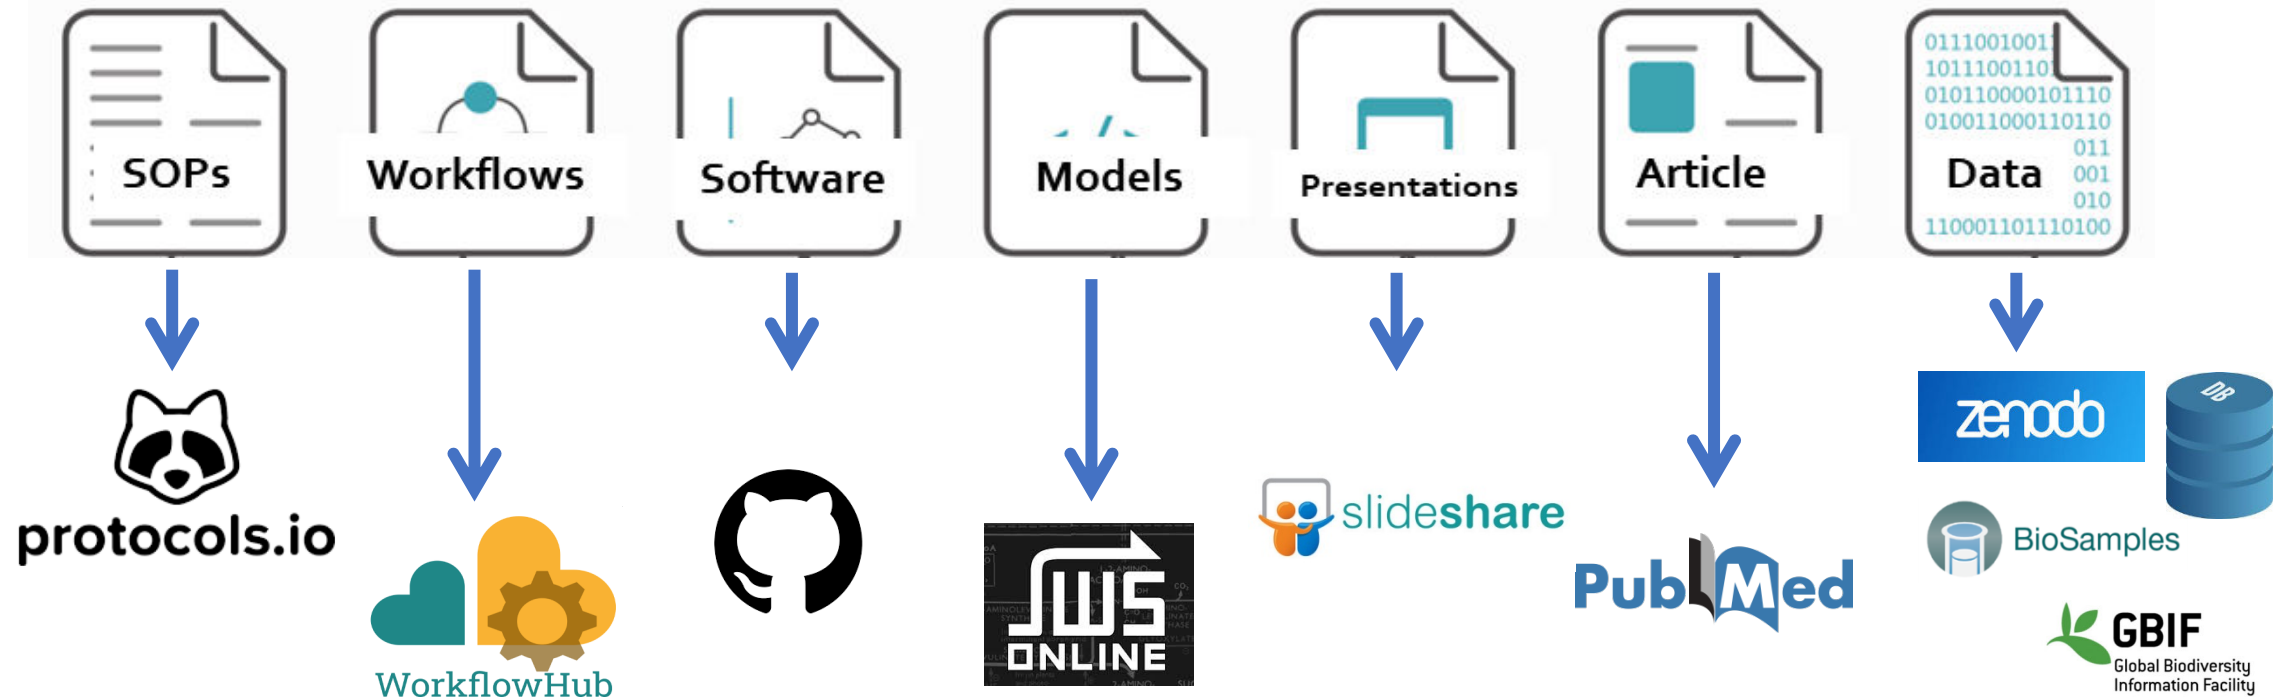 SOPs
Workflows
Software
Models
Presentations
Article
01110010011
1011100110
010110000101110
010011000110110
011
001
010
110001101110100
Data
protocols.io
WorkflowHub
JWS
ONLINE
slideshare
PubMed
zenodo
DB
BioSamples
GBIF
Global Biodiversity
Information Facility